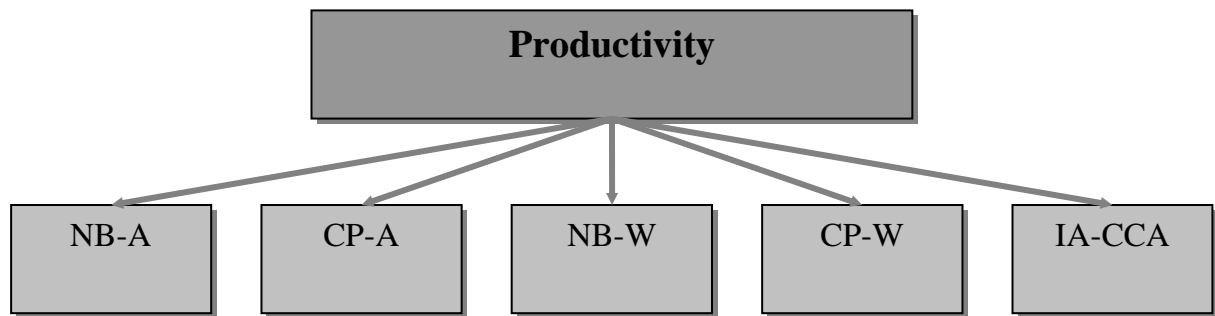 Productivity
NB-A
CP-A
NB-W
CP-W
IA-CCA